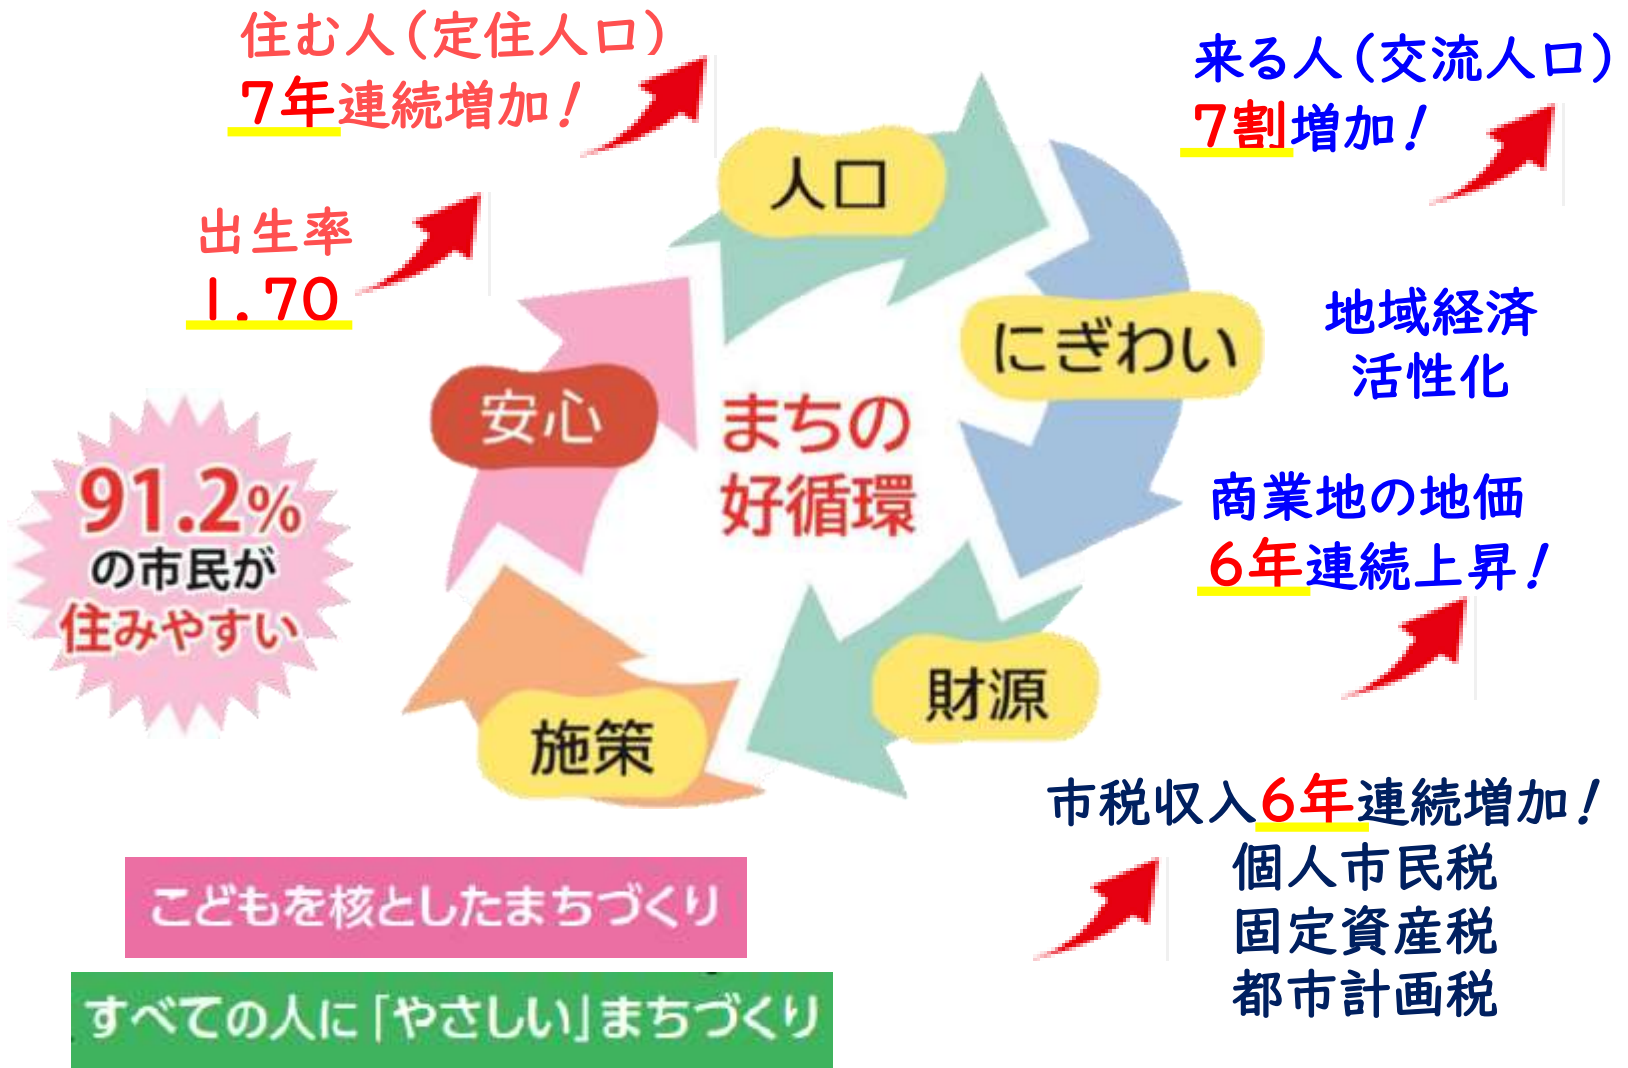 住む人（定住人口）
７年連続増加！
出生率
１．７０
来る人（交流人口）
７割増加！
地域経済
活性化
商業地の地価
６年連続上昇！
市税収入６年連続増加！
個人市民税
固定資産税
都市計画税
人口
にぎわい
財源
施策
安心
まちの
好循環
91.2%
の市民が
住みやすい
こどもを核としたまちづくり
すべての人に「やさしい」まちづくり